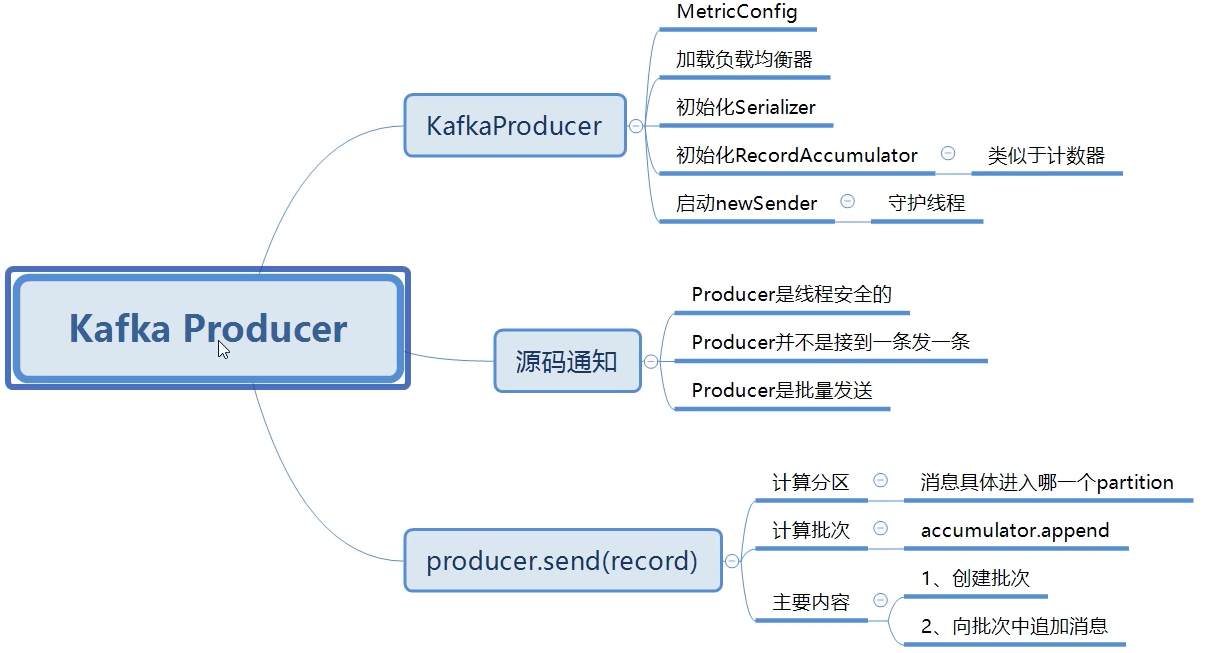 MetricConfig
加载负载均衡器
KafkaProducer
初始化Serializer
初始化RecordAccumulator
类似于计数器
启动newSender
守护线程
Kafka Producer
源码通知
Producer是线程安全的
Producer并不是接到一条发一条
Producer是批量发送
producer.send(record)
计算分区
消息具体进入哪一个partition
计算批次
accumulator.append
主要内容
1、创建批次
2、向批次中追加消息